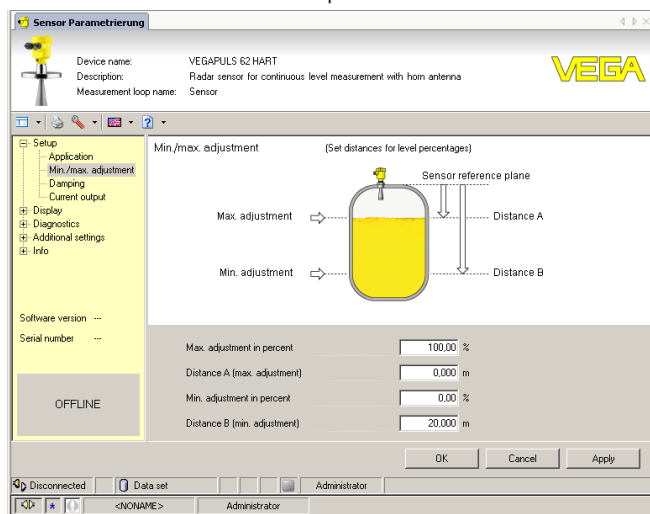 Sensor Parametrierung
Device name: VEGAPULS 62 HART
Description: Radar sensor for continuous level measurement with horn antenna
Measurement loop name: Sensor
VEGA
Setup
Application
Min./max. adjustment
Damping
Current output
Display
Diagnostics
Additional settings
Info
Software version ---
Serial number ---
OFFLINE
Min./max. adjustment (Set distances for level percentages)
Sensor reference plane
Max. adjustment Distance A
Min. adjustment Distance B
Max. adjustment in percent 100,00 %
Distance A (max. adjustment) 0,000 m
Min. adjustment in percent 0,00 %
Distance B (min. adjustment) 20,000 m
OK Cancel Apply
Disconnected Data set Administrator
<NONAME> Administrator